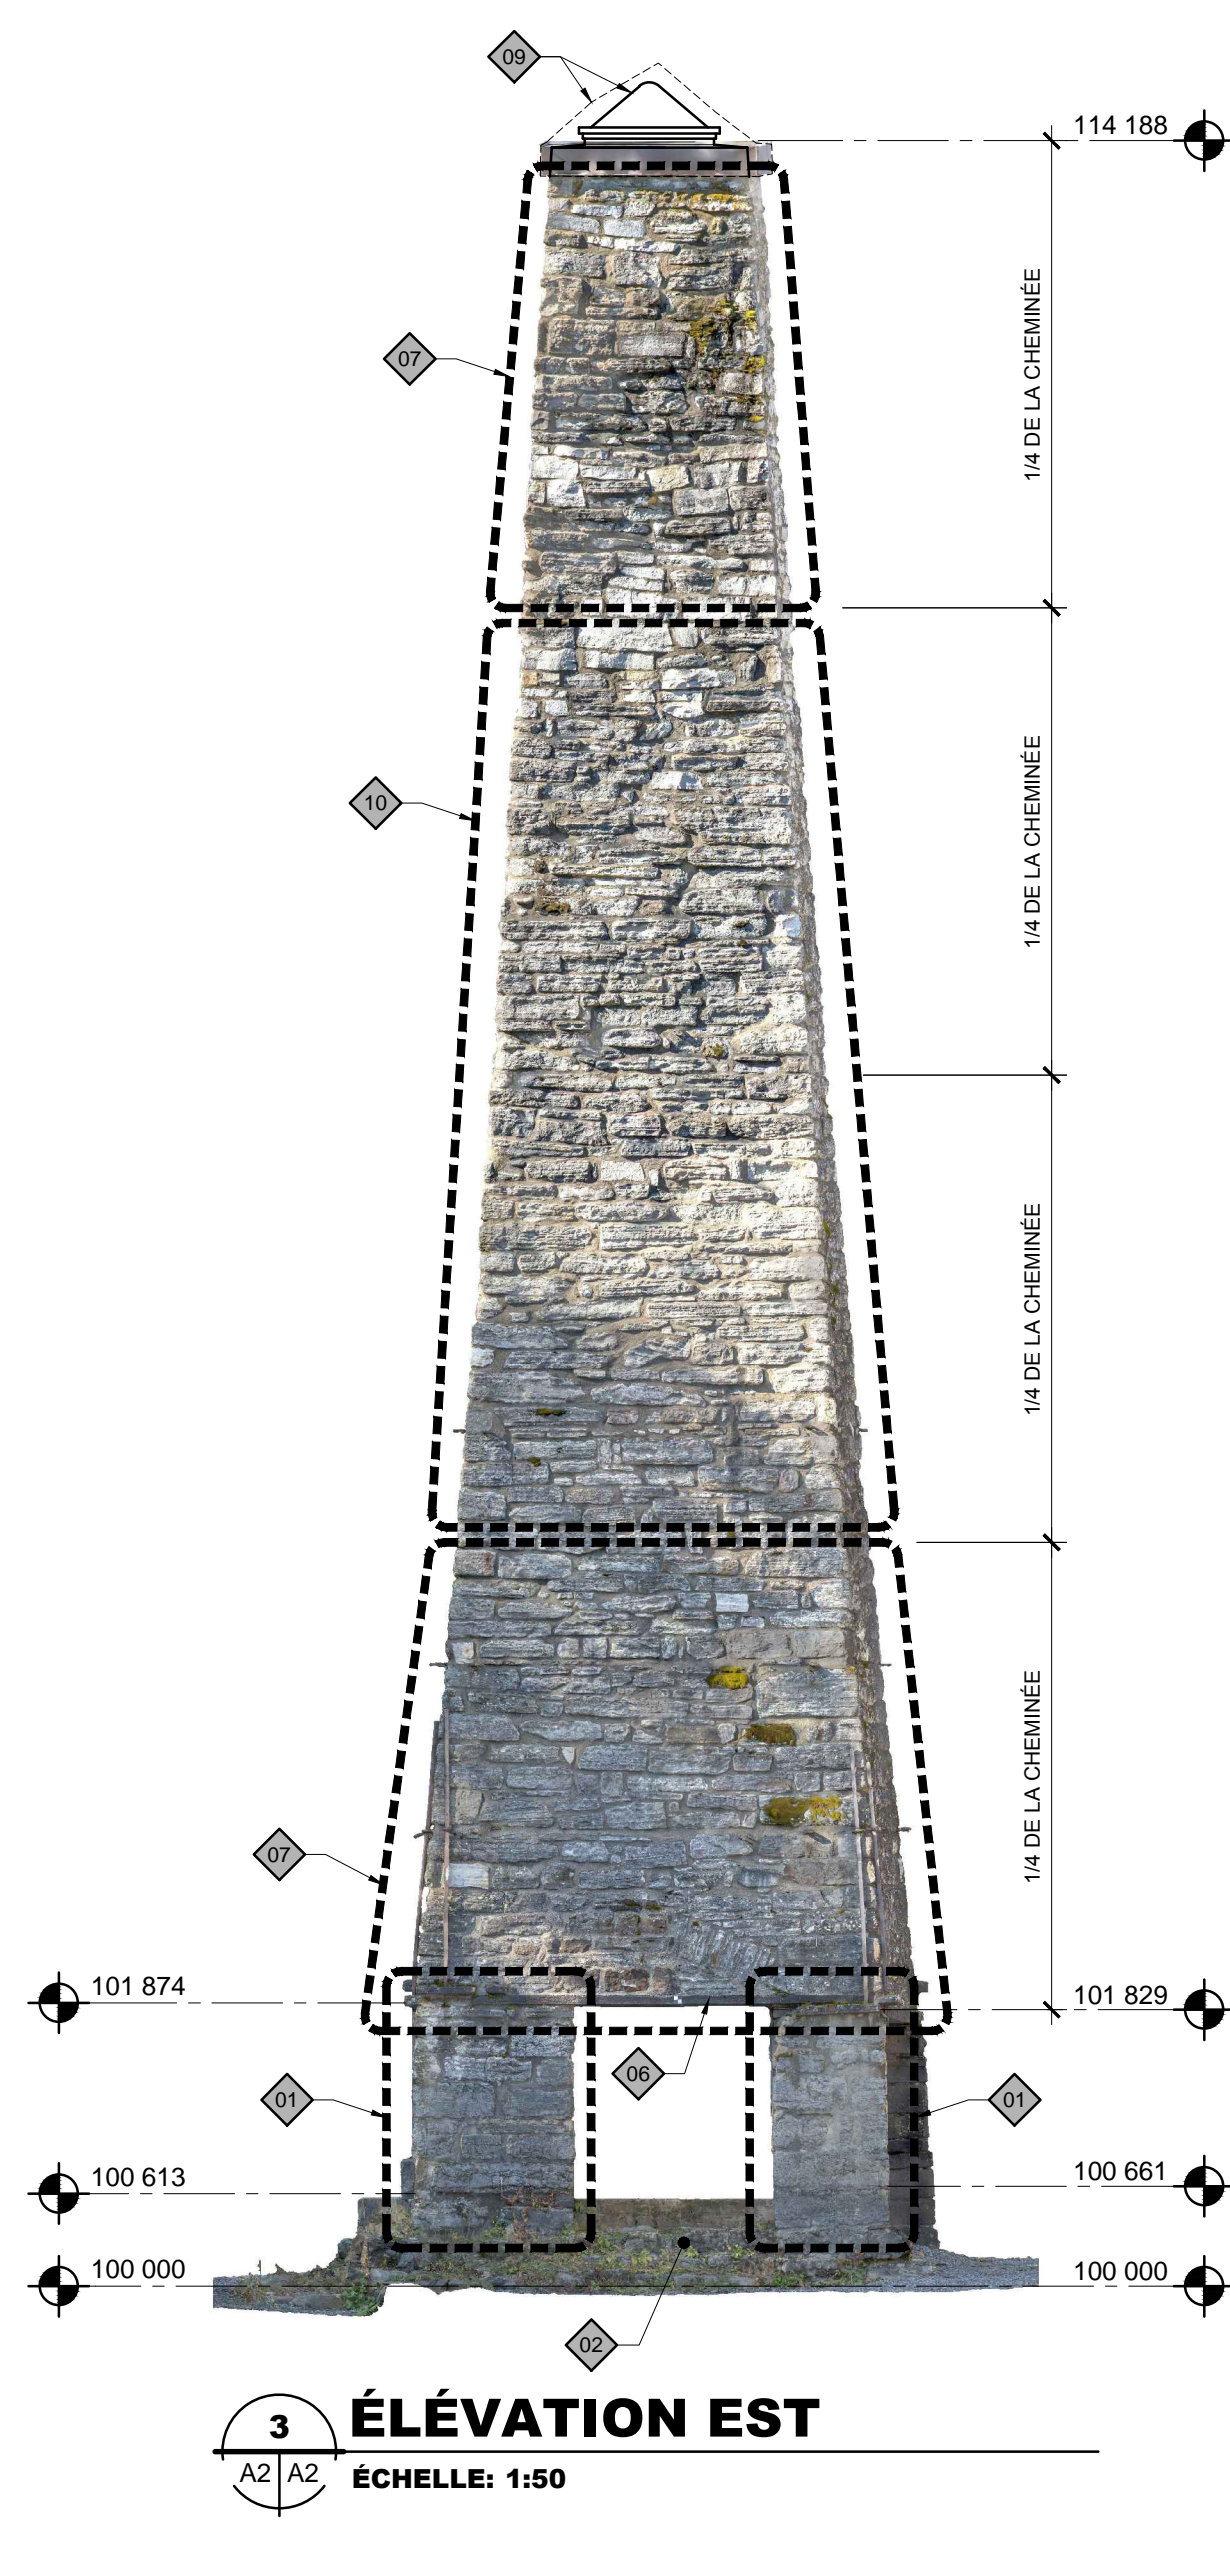 09
114 188
1/4 DE LA CHEMINÉE
07
1/4 DE LA CHEMINÉE
10
1/4 DE LA CHEMINÉE
1/4 DE LA CHEMINÉE
07
101 874
101 829
06
01
01
100 613
100 661
100 000
100 000
02
3
A2 A2
ÉLÉVATION EST
ÉCHELLE: 1:50